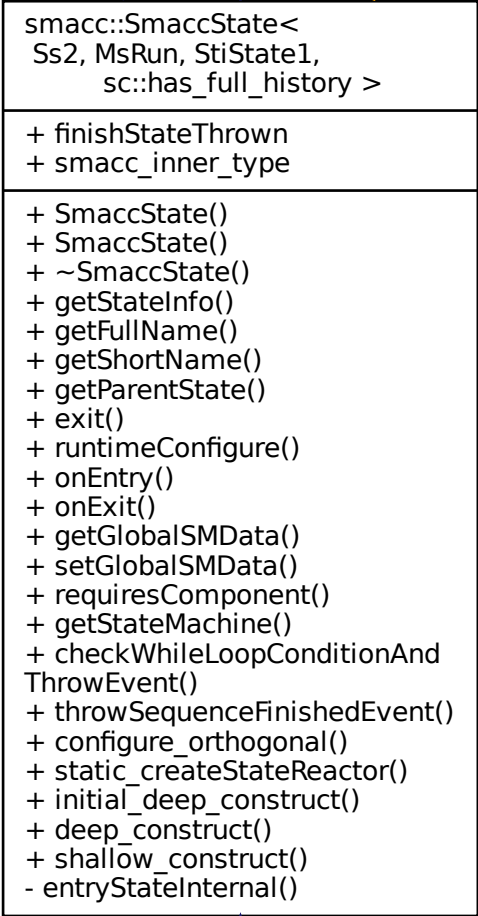 smacc::SmaccState<
Ss2, MsRun, StiState1,
sc::has_full_history >
+ finishStateThrown
+ smacc_inner_type
+ SmaccState()
+ SmaccState()
+ ~SmaccState()
+ getStateInfo()
+ getFullName()
+ getShortName()
+ getParentState()
+ exit()
+ runtimeConfigure()
+ onEntry()
+ onExit()
+ getGlobalSMData()
+ setGlobalSMData()
+ requiresComponent()
+ getStateMachine()
+ checkWhileLoopConditionAnd
ThrowEvent()
+ throwSequenceFinishedEvent()
+ configure_orthogonal()
+ static_createStateReactor()
+ initial_deep_construct()
+ deep_construct()
+ shallow_construct()
- entryStateInternal()